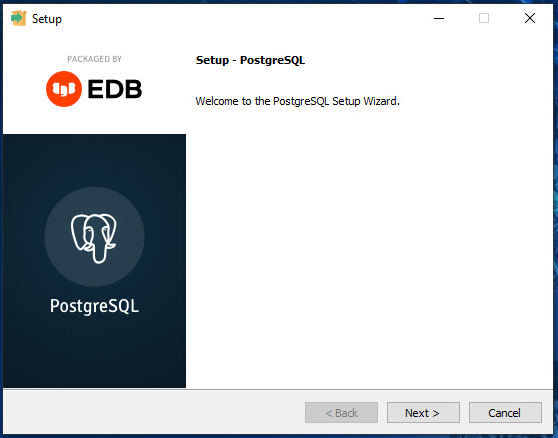 Setup
PACKAGED BY
EDB
Setup - PostgreSQL
Welcome to the PostgreSQL Setup Wizard.
PostgreSQL
< Back
Next >
Cancel